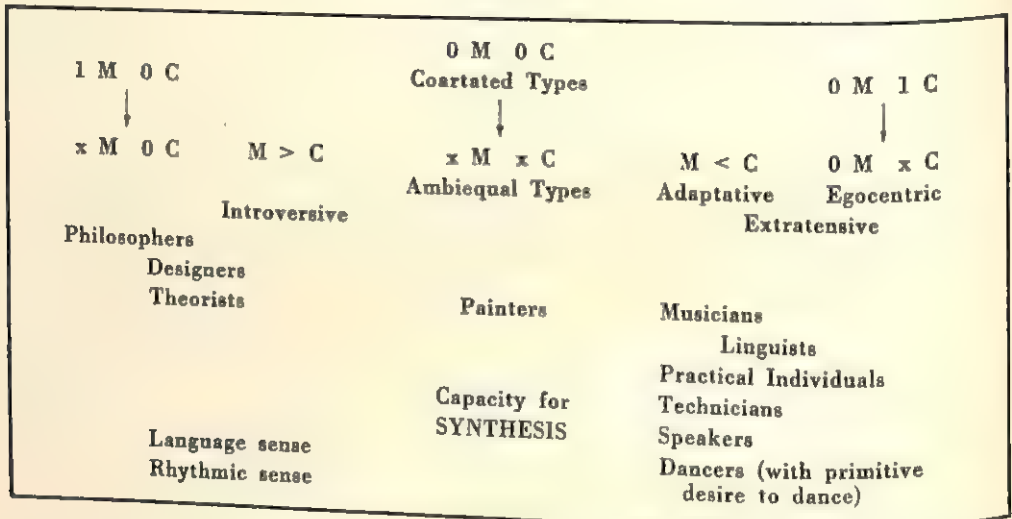 0 M 0 C
1 M 0 C
Coartated Types
0 M 1 C
x M 0 C M > C
x M x C
M < C 0 M x C
Ambiequal Types
Adaptative Egocentric
Introversive
Extratensive
Philosophers
Designers
Theorists
Painters
Musicians
Linguists
Practical Individuals
Capacity for
SYNTHESIS
Technicians
Speakers
Language sense
Rhythmic sense
Dancers (with primitive
desire to dance)